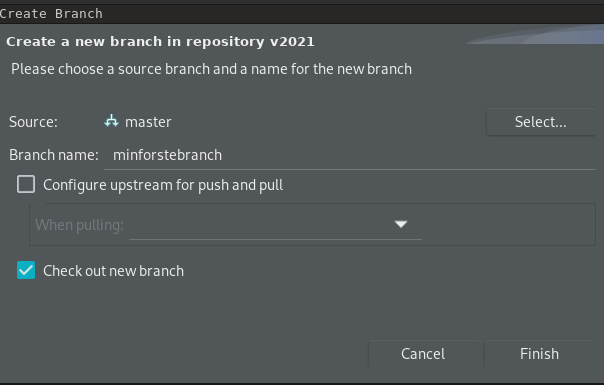 Create Branch
Create a new branch in repository v2021
Please choose a source branch and a name for the new branch
Source: master Select...
Branch name: minforstebranch
Configure upstream for push and pull
When pulling:
Check out new branch
Cancel Finish